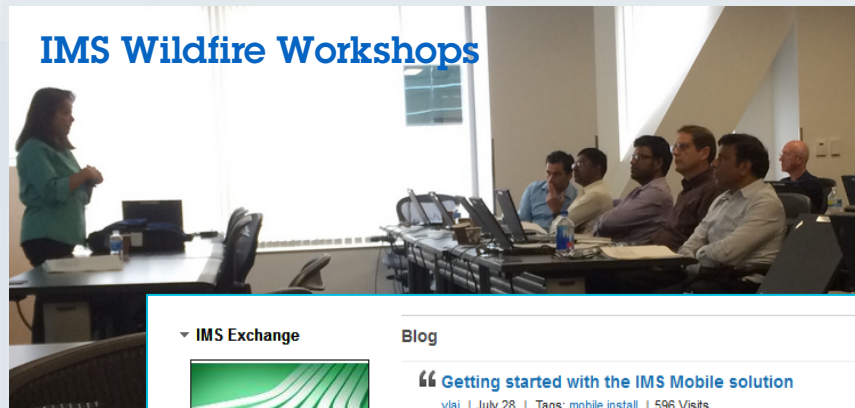 IMS Wildfire Workshops
IMS Exchange
Blog
Getting started with the IMS Mobile solution
ylai | July 28 | Tags: mobile install | 596 Visits